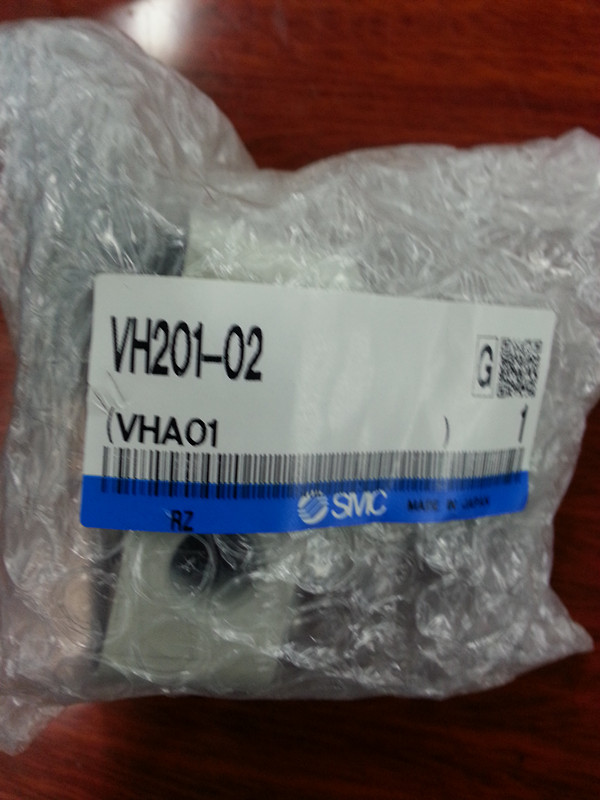 VH201-02
G
(VHA01 ) 1
RZ SMC MADE IN JAPAN